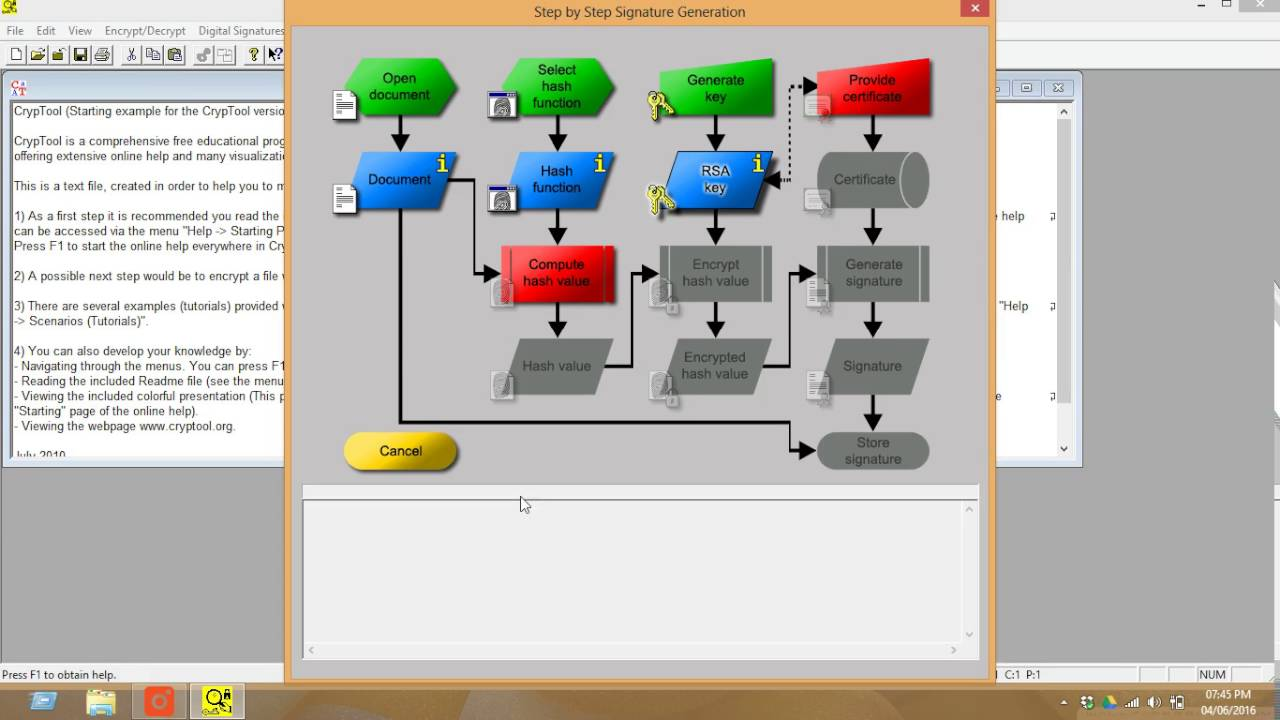 Step by Step Signature Generation
File Edit View Encrypt/Decrypt Digital Signatures
CrypTool (Starting example for the CrypTool versio
CrypTool is a comprehensive free educational prog
offering extensive online help and many visualizati
This is a text file, created in order to help you to m
1) As a first step it is recommended you read the
help
can be accessed via the menu "Help -> Starting P
Press F1 to start the online help everywhere in Cry
2) A possible next step would be to encrypt a file
3) There are several examples (tutorials) provided
"Help
-> Scenarios (Tutorials)".
4) You can also develop your knowledge by:
- Navigating through the menus. You can press F1
- Reading the included Readme file (see the menu
- Viewing the included colorful presentation (This p
"Starting" page of the online help).
- Viewing the webpage www.cryptool.org.
July 2010
Open
document
Select
hash
function
Generate
key
Provide
certificate
Document
Hash
function
RSA
key
Certificate
Compute
hash value
Encrypt
hash value
Generate
signature
Hash value
Encrypted
hash value
Signature
Cancel
Store
signature
Press F1 to obtain help.
C:1 P:1
NUM
07:45 PM
04/06/2016